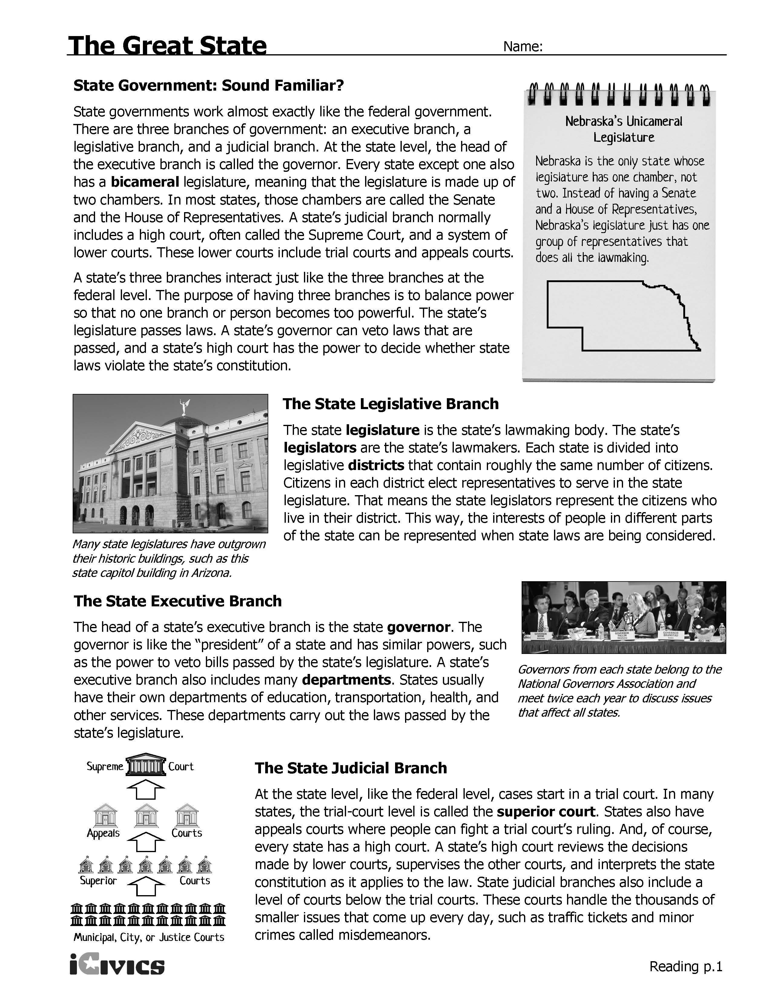 The Great State
Name:
State Government: Sound Familiar?
State governments work almost exactly like the federal government.
There are three branches of government: an executive branch, a
legislative branch, and a judicial branch. At the state level, the head of
the executive branch is called the governor. Every state except one also
has a bicameral legislature, meaning that the legislature is made up of
two chambers. In most states, those chambers are called the Senate
and the House of Representatives. A state’s judicial branch normally
includes a high court, often called the Supreme Court, and a system of
lower courts. These lower courts include trial courts and appeals courts.
A state’s three branches interact just like the three branches at the
federal level. The purpose of having three branches is to balance power
so that no one branch or person becomes too powerful. The state’s
legislature passes laws. A state’s governor can veto laws that are
passed, and a state’s high court has the power to decide whether state
laws violate the state’s constitution.
Nebraska’s Unicameral
Legislature
Nebraska is the only state whose
legislature has one chamber, not
two. Instead of having a Senate
and a House of Representatives,
Nebraska’s legislature just has one
group of representatives that
does all the lawmaking.
Many state legislatures have outgrown
their historic buildings, such as this
state capitol building in Arizona.
The State Legislative Branch
The state legislature is the state’s lawmaking body. The state’s
legislators are the state’s lawmakers. Each state is divided into
legislative districts that contain roughly the same number of citizens.
Citizens in each district elect representatives to serve in the state
legislature. That means the state legislators represent the citizens who
live in their district. This way, the interests of people in different parts
of the state can be represented when state laws are being considered.
The State Executive Branch
The head of a state’s executive branch is the state governor. The
governor is like the “president” of a state and has similar powers, such
as the power to veto bills passed by the state’s legislature. A state’s
executive branch also includes many departments. States usually
have their own departments of education, transportation, health, and
other services. These departments carry out the laws passed by the
state’s legislature.
GOVERNOR
BEEBE
Arkansas
GOVERNOR
FALLIN
Oklahoma
GOVERNOR
BRANSTAD
Iowa
Governors from each state belong to the
National Governors Association and
meet twice each year to discuss issues
that affect all states.
Supreme Court
Appeals Courts
Superior Courts
Municipal, City, or Justice Courts
The State Judicial Branch
At the state level, like the federal level, cases start in a trial court. In many
states, the trial-court level is called the superior court. States also have
appeals courts where people can fight a trial court’s ruling. And, of course,
every state has a high court. A state’s high court reviews the decisions
made by lower courts, supervises the other courts, and interprets the state
constitution as it applies to the law. State judicial branches also include a
level of courts below the trial courts. These courts handle the thousands of
smaller issues that come up every day, such as traffic tickets and minor
crimes called misdemeanors.
iCivics
Reading p.1